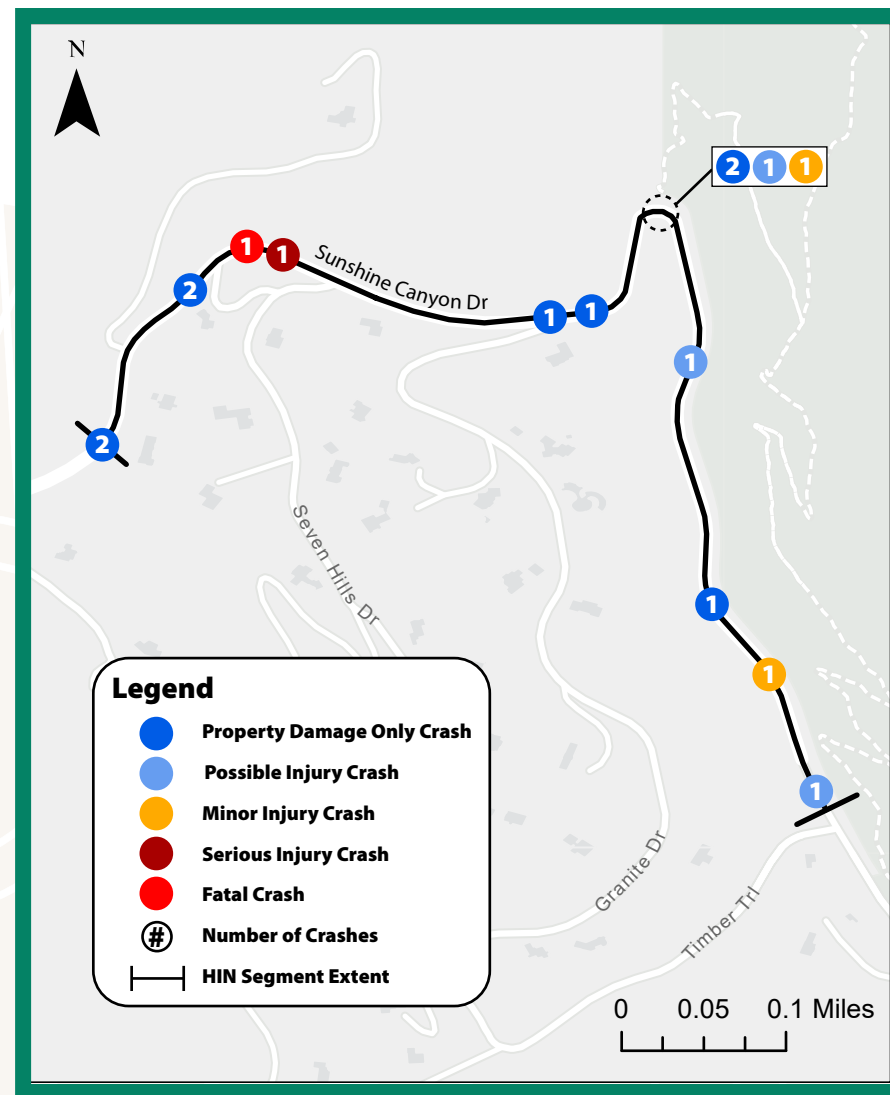 N
2 1 1
1
1
Sunshine Canyon Dr
2
1
1
1
2
Seven Hills Dr
1
1
1
Legend
Property Damage Only Crash
Possible Injury Crash
Minor Injury Crash
Serious Injury Crash
Fatal Crash
# Number of Crashes
HIN Segment Extent
Granite Dr
Timber Trl
0 0.05 0.1 Miles